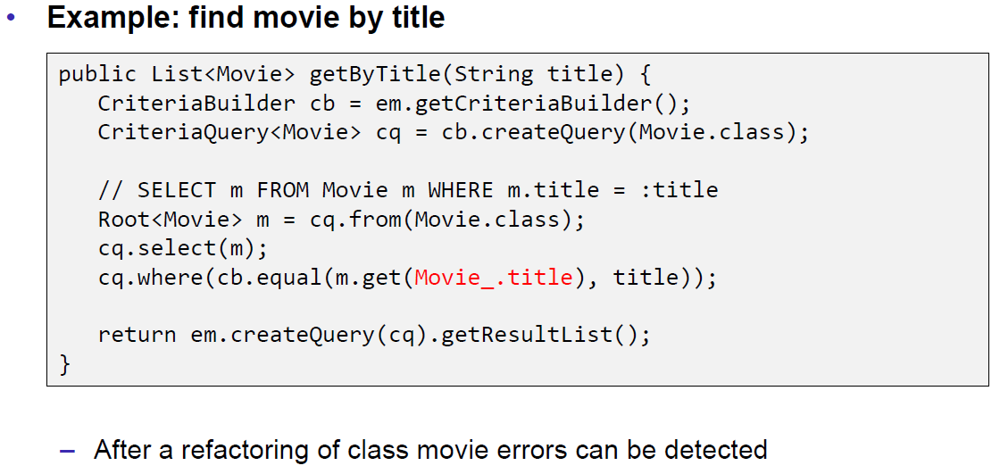 • Example: find movie by title
public List<Movie> getByTitle(String title) {
   CriteriaBuilder cb = em.getCriteriaBuilder();
   CriteriaQuery<Movie> cq = cb.createQuery(Movie.class);

   // SELECT m FROM Movie m WHERE m.title = :title
   Root<Movie> m = cq.from(Movie.class);
   cq.select(m);
   cq.where(cb.equal(m.get(Movie_.title), title));

   return em.createQuery(cq).getResultList();
}
– After a refactoring of class movie errors can be detected